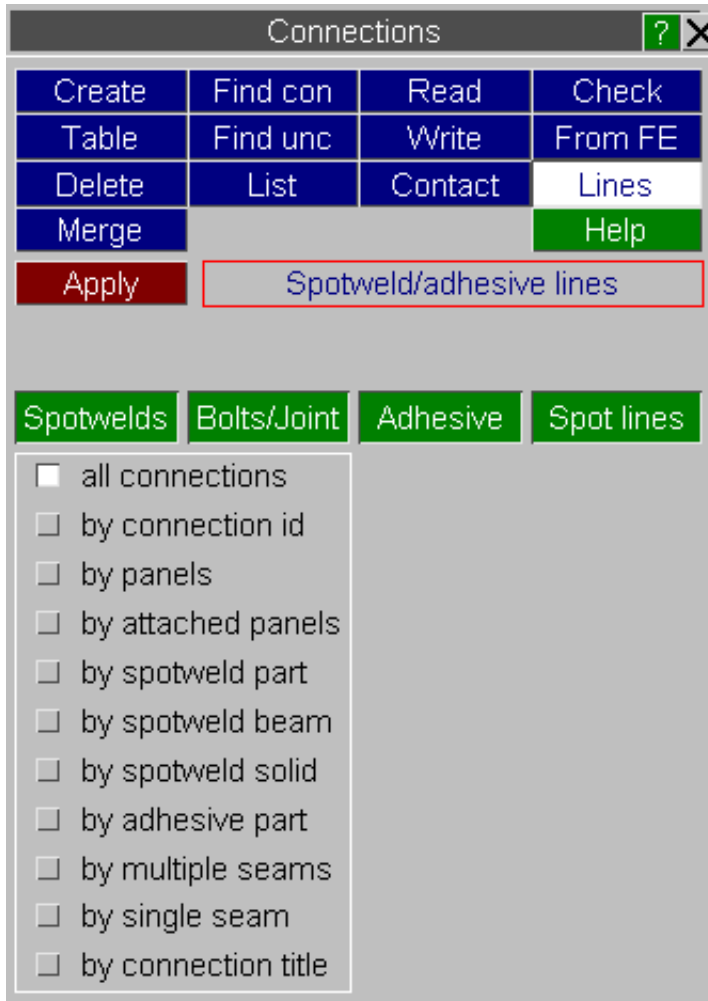 Connections ? X
Create Find con Read Check
Table Find unc Write From FE
Delete List Contact Lines
Merge Help
Apply Spotweld/adhesive lines
Spotwelds Bolts/Joint Adhesive Spot lines
all connections
by connection id
by panels
by attached panels
by spotweld part
by spotweld beam
by spotweld solid
by adhesive part
by multiple seams
by single seam
by connection title